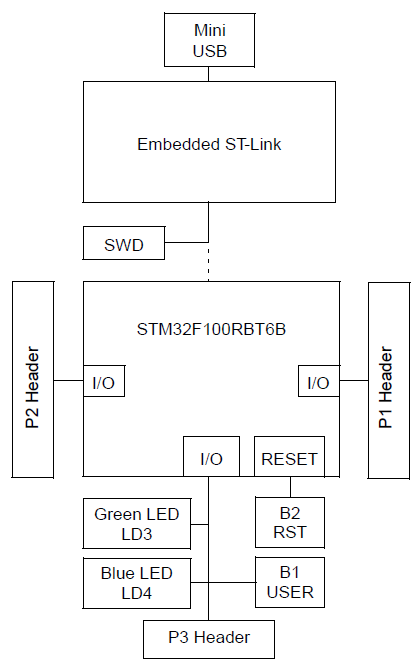 Mini
USB
Embedded ST-Link
SWD
STM32F100RBT6B
P2 Header
I/O
I/O
P1 Header
I/O
RESET
Green LED
LD3
B2
RST
Blue LED
LD4
B1
USER
P3 Header